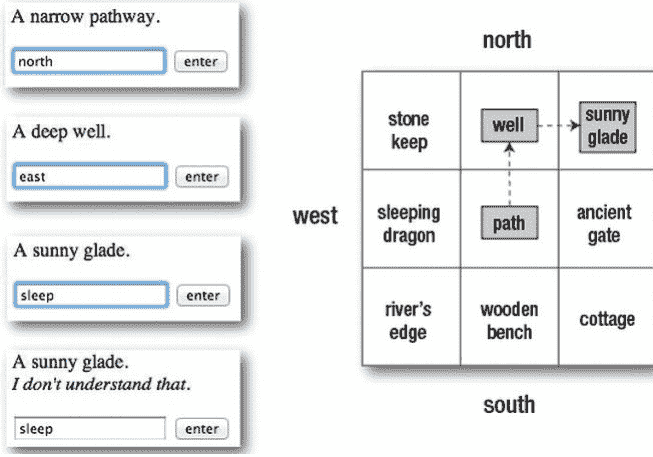 A narrow pathway.
north
enter
A deep well.
east
enter
A sunny glade.
sleep
enter
A sunny glade.
I don't understand that.
sleep
enter
north
stone
keep
well
sunny
glade
west
sleeping
dragon
path
ancient
gate
river's
edge
wooden
bench
cottage
south